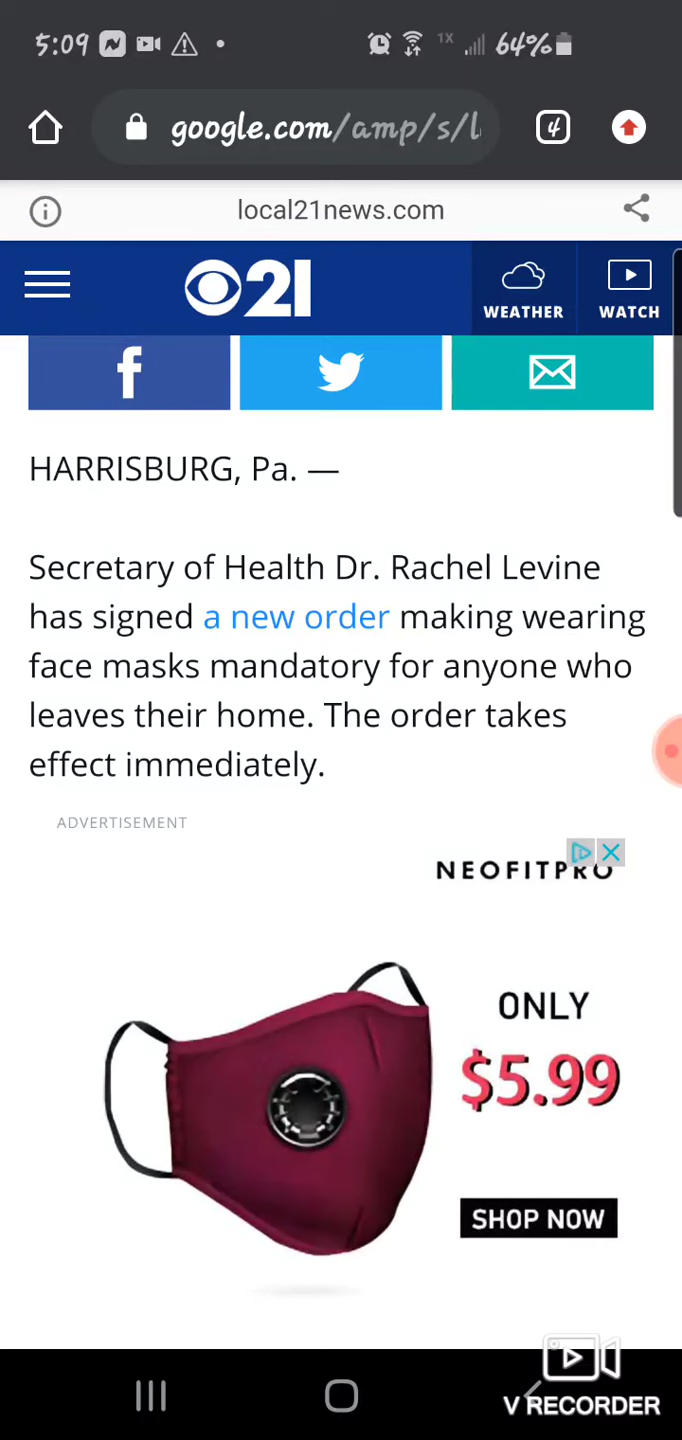 5:09 1X 64%
google.com/amp/s/l
4
local21news.com
21
WEATHER WATCH
HARRISBURG, Pa. —
Secretary of Health Dr. Rachel Levine
has signed a new order making wearing
face masks mandatory for anyone who
leaves their home. The order takes
effect immediately.
ADVERTISEMENT
NEOFITPRO
ONLY
$5.99
SHOP NOW
V RECORDER